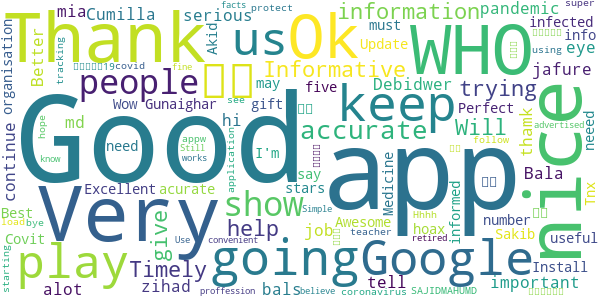 mia Cumilla serious information pandemic super
Thank us Ok WHO must infected
organisation Better tracking Akid Update info
people Informative trying eye using
19covid may five Debidwer jafure
Wow Gunaighar gift keep Perfect nice
continue md hi accurate Will thamk need
Good app
hope need Still appw I'm stars say Medicine
know works application see facts protect fine
Very show informed Bala
Excellent acurate Awesome number follow advertised
Best give help job hoax Sakib useful Tnx
Covit load bye teacher Hhhh
play going Google Install
Timely Use convenient Simple tell retired important
starting alot zihad bals believe coronavirus SAJIDMAHUMD
proffession